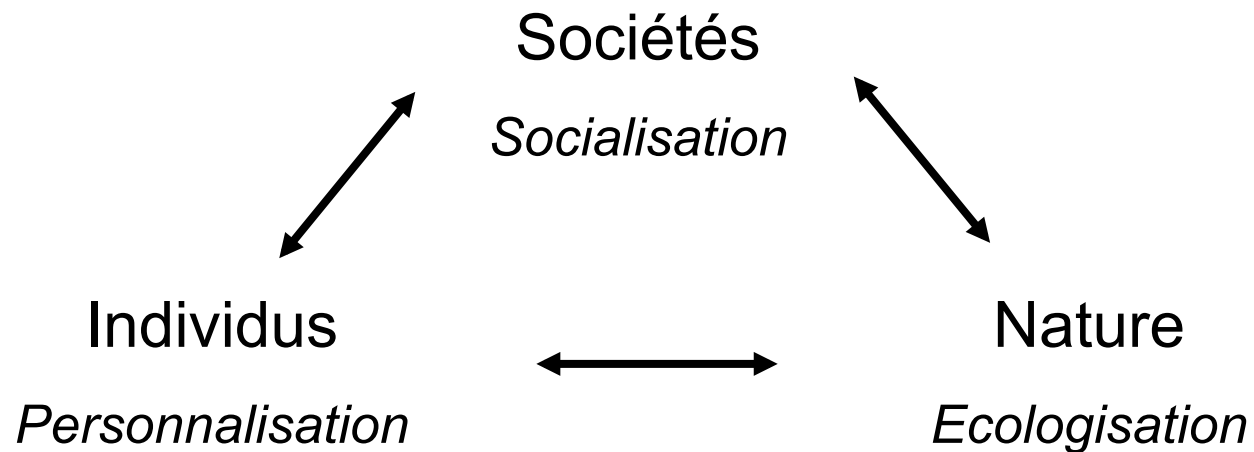 Sociétés
Socialisation
Individus
Nature
Personnalisation
Ecologisation